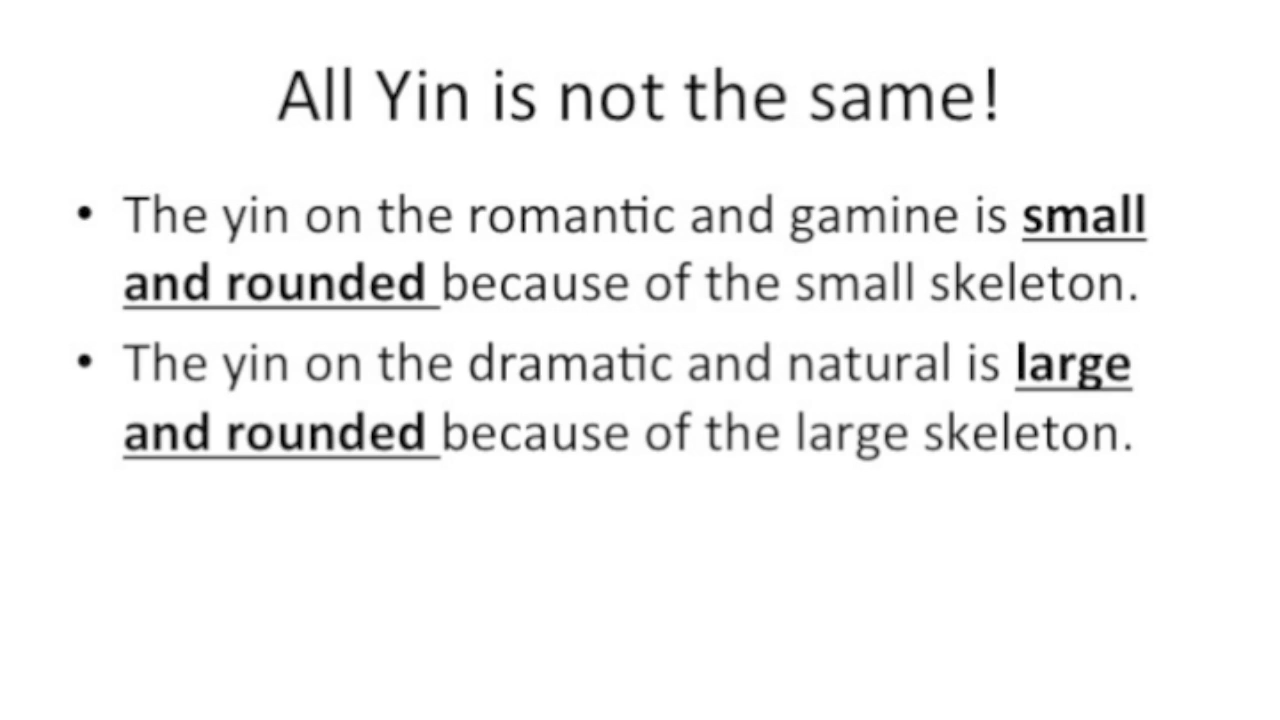 All Yin is not the same!
• The yin on the romantic and gamine is small
and rounded because of the small skeleton.
• The yin on the dramatic and natural is large
and rounded because of the large skeleton.